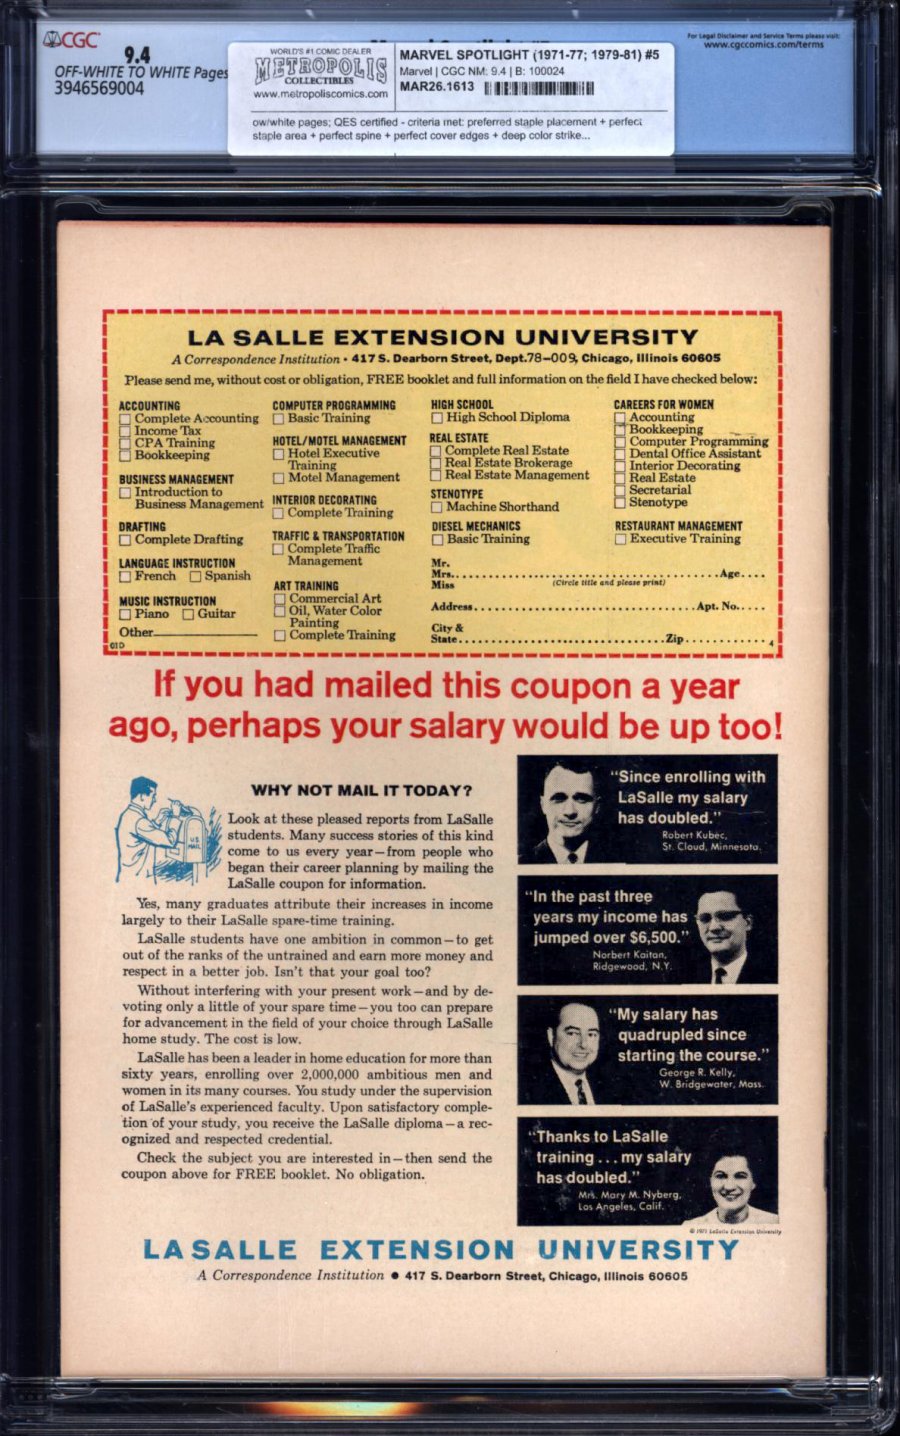 CGC
9.4
OFF-WHITE TO WHITE Pages
3946569004
WORLD'S #1 COMIC DEALER
METROPOLIS
COLLECTIBLES
www.metropoliscomics.com
MARVEL SPOTLIGHT (1971-77; 1979-81) #5
Marvel | CGC NM: 9.4 | B: 100024
MAR26.1613
ow/white pages; QES certified - criteria met: preferred staple placement + perfect
staple area + perfect spine + perfect cover edges + deep color strike...
For Legal Disclaimer and Service Terms please visit:
www.cgccomics.com/terms
LA SALLE EXTENSION UNIVERSITY
A Correspondence Institution • 417 S. Dearborn Street, Dept.78-009, Chicago, Illinois 60605
Please send me, without cost or obligation, FREE booklet and full information on the field I have checked below:
ACCOUNTING
Complete Accounting
Income Tax
CPA Training
Bookkeeping
BUSINESS MANAGEMENT
Introduction to
Business Management
DRAFTING
Complete Drafting
LANGUAGE INSTRUCTION
French Spanish
MUSIC INSTRUCTION
Piano Guitar
Other
01D
COMPUTER PROGRAMMING
Basic Training
HOTEL/MOTEL MANAGEMENT
Hotel Executive
Training
Motel Management
INTERIOR DECORATING
Complete Training
TRAFFIC & TRANSPORTATION
Complete Traffic
Management
ART TRAINING
Commercial Art
Oil, Water Color
Painting
Complete Training
HIGH SCHOOL
High School Diploma
REAL ESTATE
Complete Real Estate
Real Estate Brokerage
Real Estate Management
STENOTYPE
Machine Shorthand
DIESEL MECHANICS
Basic Training
CAREERS FOR WOMEN
Accounting
Bookkeeping
Computer Programming
Dental Office Assistant
Interior Decorating
Real Estate
Secretarial
Stenotype
RESTAURANT MANAGEMENT
Executive Training
Mr.
Mrs. Age
Miss (Circle title and please print)
Address Apt. No.
City &
State Zip 4
If you had mailed this coupon a year
ago, perhaps your salary would be up too!
U.S.
MAIL
WHY NOT MAIL IT TODAY?
Look at these pleased reports from LaSalle
students. Many success stories of this kind
come to us every year—from people who
began their career planning by mailing the
LaSalle coupon for information.
Yes, many graduates attribute their increases in income
largely to their LaSalle spare-time training.
LaSalle students have one ambition in common—to get
out of the ranks of the untrained and earn more money and
respect in a better job. Isn't that your goal too?
Without interfering with your present work—and by de-
voting only a little of your spare time—you too can prepare
for advancement in the field of your choice through LaSalle
home study. The cost is low.
LaSalle has been a leader in home education for more than
sixty years, enrolling over 2,000,000 ambitious men and
women in its many courses. You study under the supervision
of LaSalle's experienced faculty. Upon satisfactory comple-
tion of your study, you receive the LaSalle diploma—a rec-
ognized and respected credential.
Check the subject you are interested in—then send the
coupon above for FREE booklet. No obligation.
"Since enrolling with
LaSalle my salary
has doubled."
Robert Kubec,
St. Cloud, Minnesota.
"In the past three
years my income has
jumped over $6,500."
Norbert Kaitan,
Ridgewood, N.Y.
"My salary has
quadrupled since
starting the course."
George R. Kelly,
W. Bridgewater, Mass.
"Thanks to LaSalle
training...my salary
has doubled."
Mrs. Mary M. Nyberg,
Los Angeles, Calif.
© 1971 LaSalle Extension University
LA SALLE EXTENSION UNIVERSITY
A Correspondence Institution • 417 S. Dearborn Street, Chicago, Illinois 60605